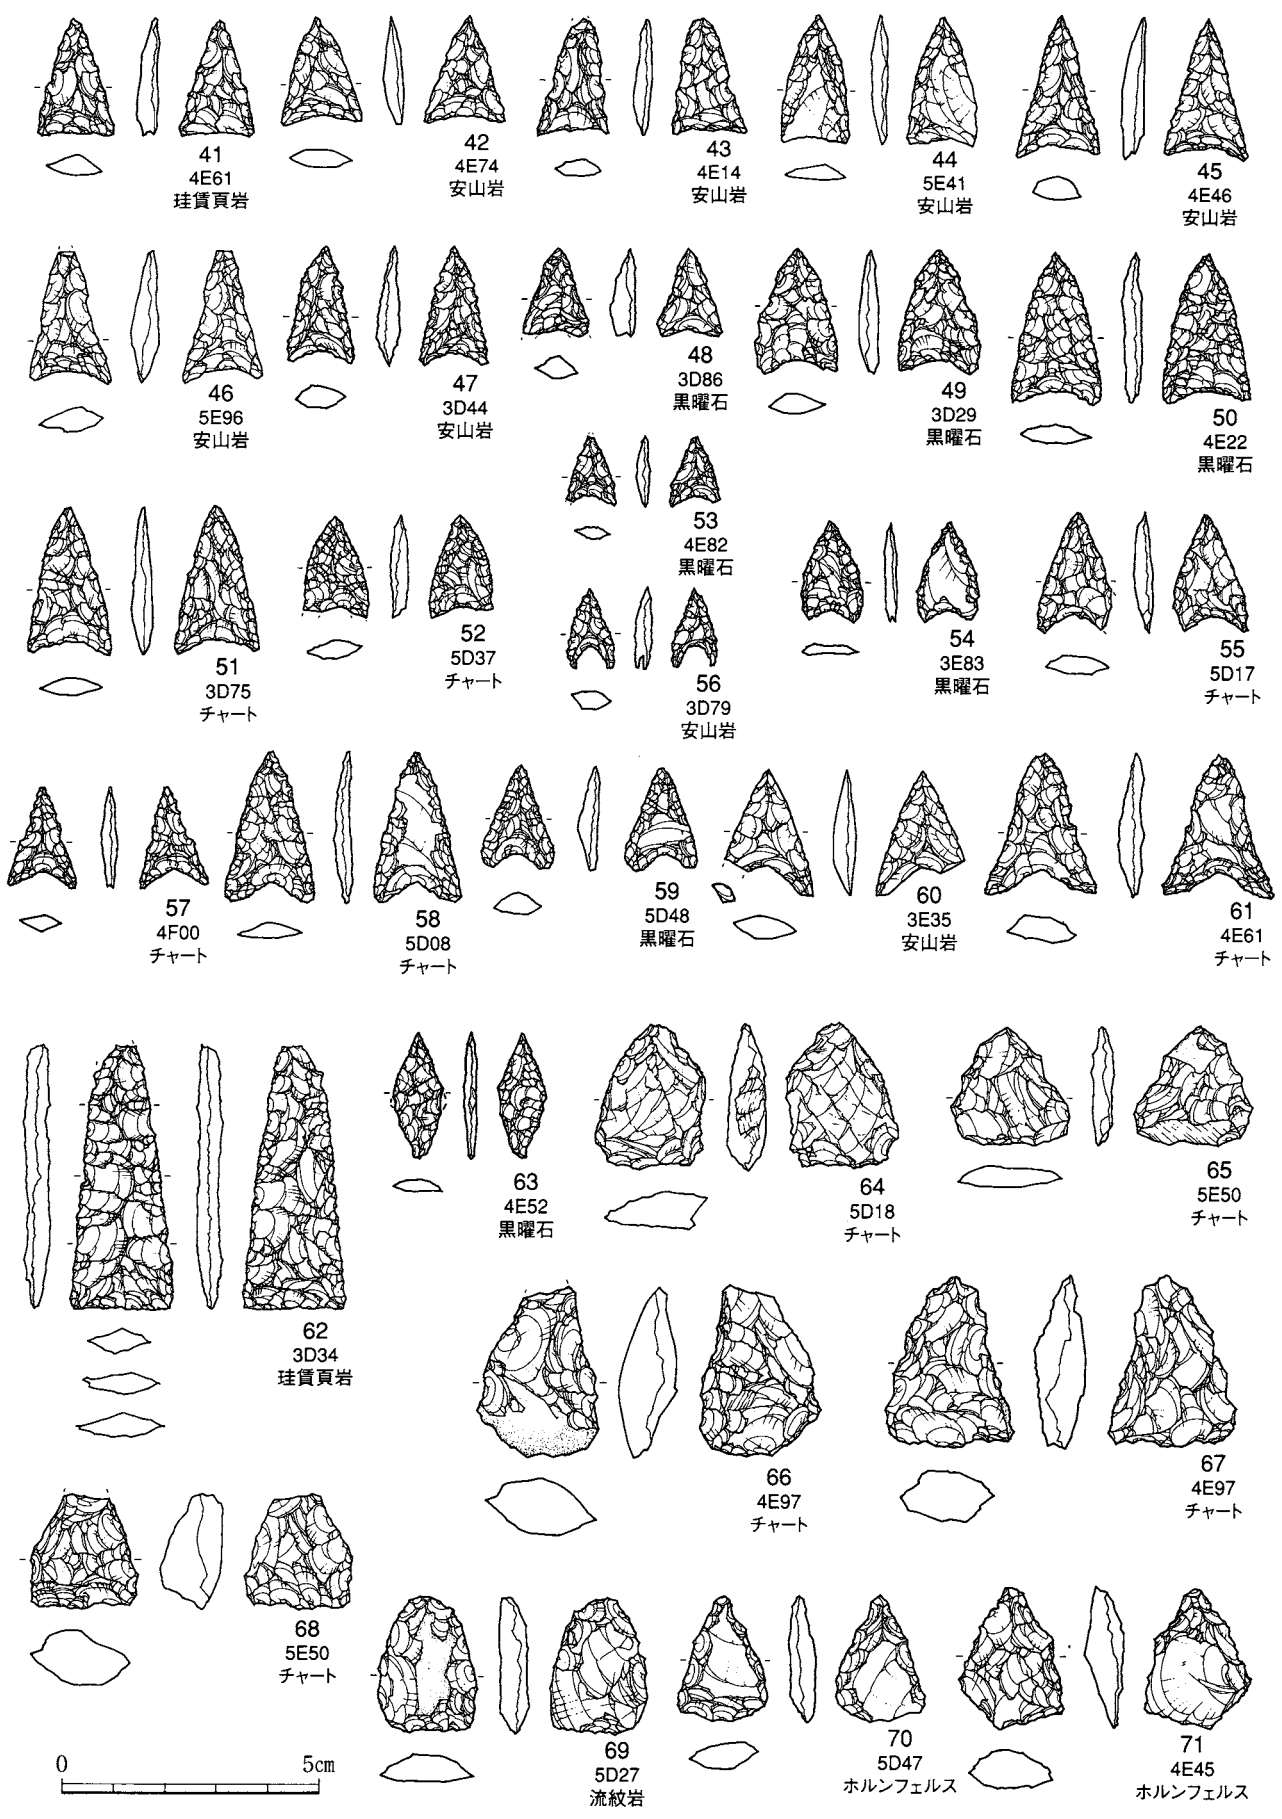 41
4E61
珪賃頁岩
42
4E74
安山岩
43
4E14
安山岩
44
5E41
安山岩
45
4E46
安山岩
46
5E96
安山岩
47
3D44
安山岩
48
3D86
黒曜石
49
3D29
黒曜石
50
4E22
黒曜石
51
3D75
チャート
52
5D37
チャート
53
4E82
黒曜石
54
3E83
黒曜石
55
5D17
チャート
56
3D79
安山岩
57
4F00
チャート
58
5D08
チャート
59
5D48
黒曜石
60
3E35
安山岩
61
4E61
チャート
62
3D34
珪賃頁岩
63
4E52
黒曜石
64
5D18
チャート
65
5E50
チャート
66
4E97
チャート
67
4E97
チャート
68
5E50
チャート
69
5D27
流紋岩
70
5D47
ホルンフェルス
71
4E45
ホルンフェルス
0 5cm